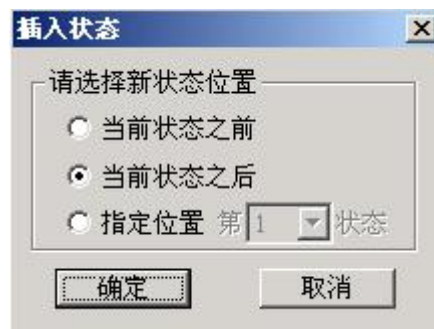 插入状态
请选择新状态位置
当前状态之前
当前状态之后
指定位置 第 1 状态
确定 取消